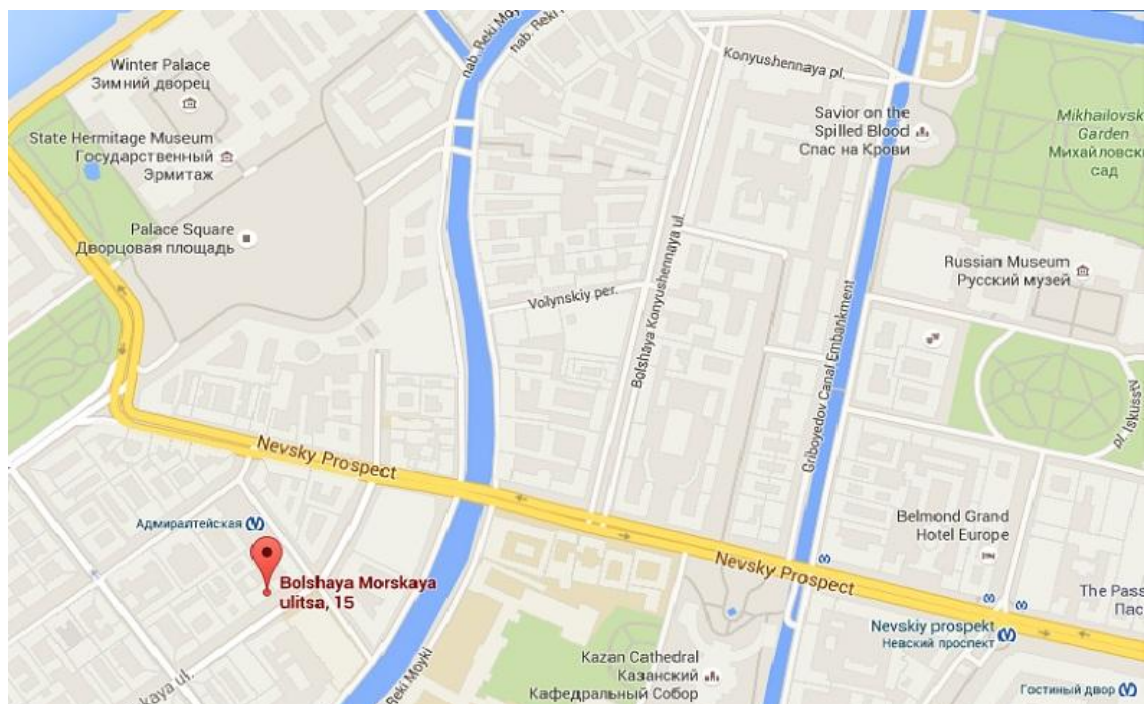 nab. Reki Moyki
nab. Reki
Konyushennaya pl.
Winter Palace
Зимний дворец
Savior on the
Spilled Blood
Спас на Крови
Mikhailovsk
Garden
Михайловски
сад
State Hermitage Museum
Государственный
Эрмитаж
Palace Square
Дворцовая площадь
Russian Museum
Русский музей
Volynskiy per.
Bolshaya Konyushennaya ul.
Griboyedov Canal Embankment
pl. Iskusstv
Nevsky Prospect
Адмиралтейская
Belmond Grand
Hotel Europe
Bolshaya Morskaya
ulitsa, 15
Nevsky Prospect
The Pass
Пас
Nevskiy prospekt
Невский проспект
Kazan Cathedral
Казанский
Кафедральный Собор
skaya ul.
Reki Moyki
Гостиный двор